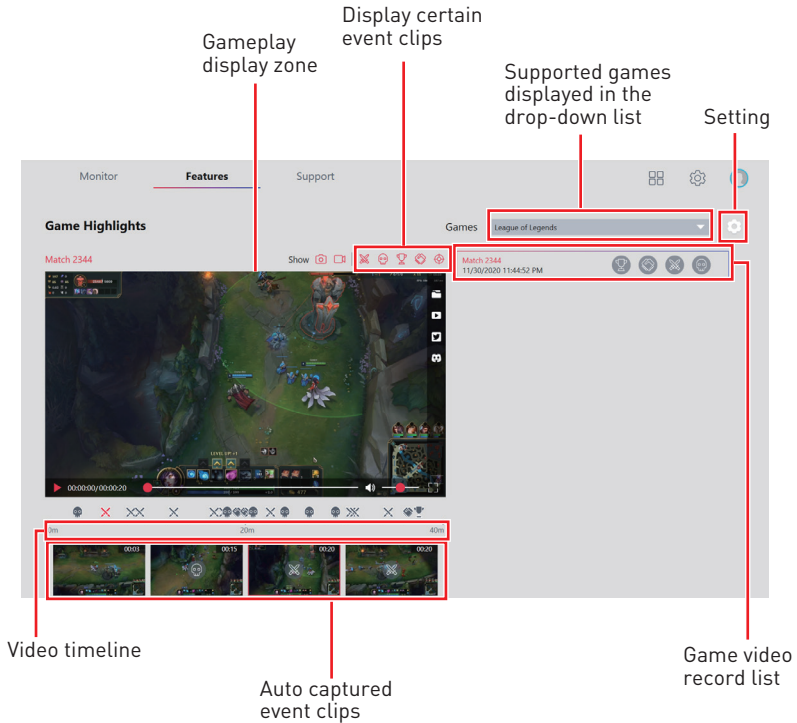 Display certain
event clips
Gameplay
display zone
Supported games
displayed in the
drop-down list
Setting
Monitor
Features
Support
Game Highlights
Games
League of Legends
Match 2344
Show
Match 2344
11/30/2020 11:44:52 PM
LEVEL UP! +1
00:00:00/00:00:20
0m
20m
40m
00:03
00:15
00:20
00:20
Video timeline
Game video
record list
Auto captured
event clips